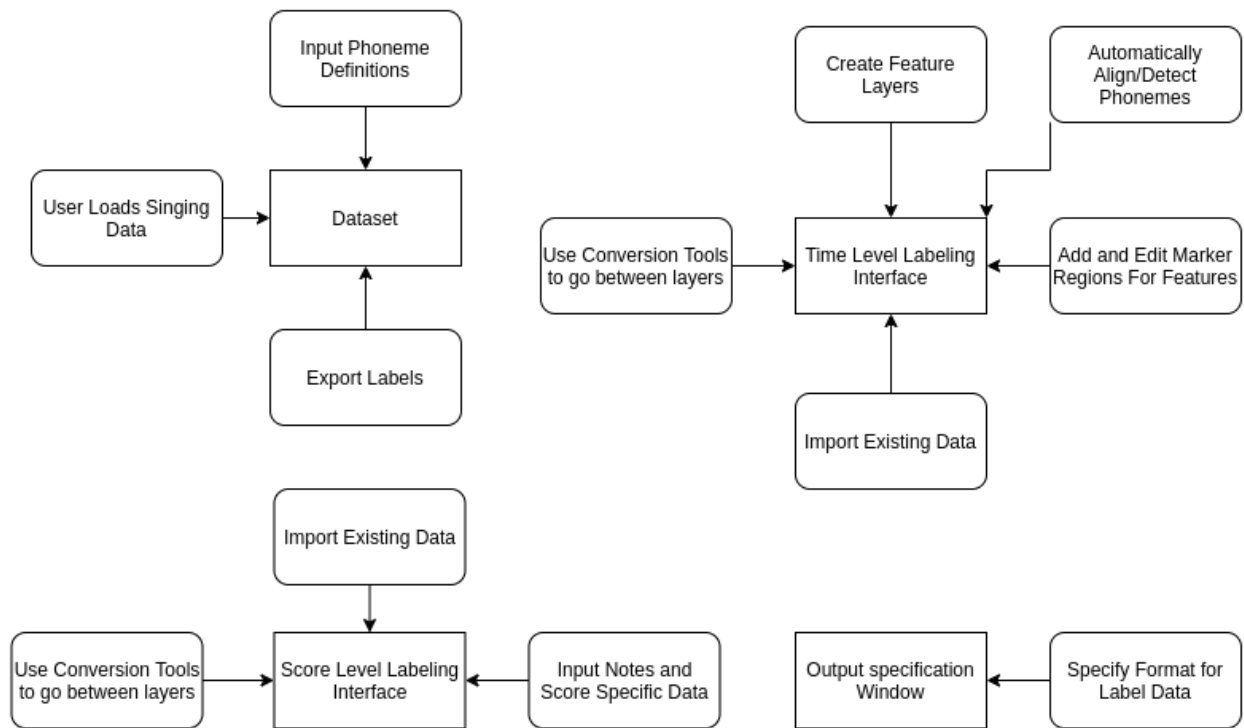 Input Phoneme
Definitions
User Loads Singing
Data
Dataset
Export Labels
Create Feature
Layers
Automatically
Align/Detect
Phonemes
Use Conversion Tools
to go between layers
Time Level Labeling
Interface
Add and Edit Marker
Regions For Features
Import Existing Data
Import Existing Data
Use Conversion Tools
to go between layers
Score Level Labeling
Interface
Input Notes and
Score Specific Data
Output specification
Window
Specify Format for
Label Data